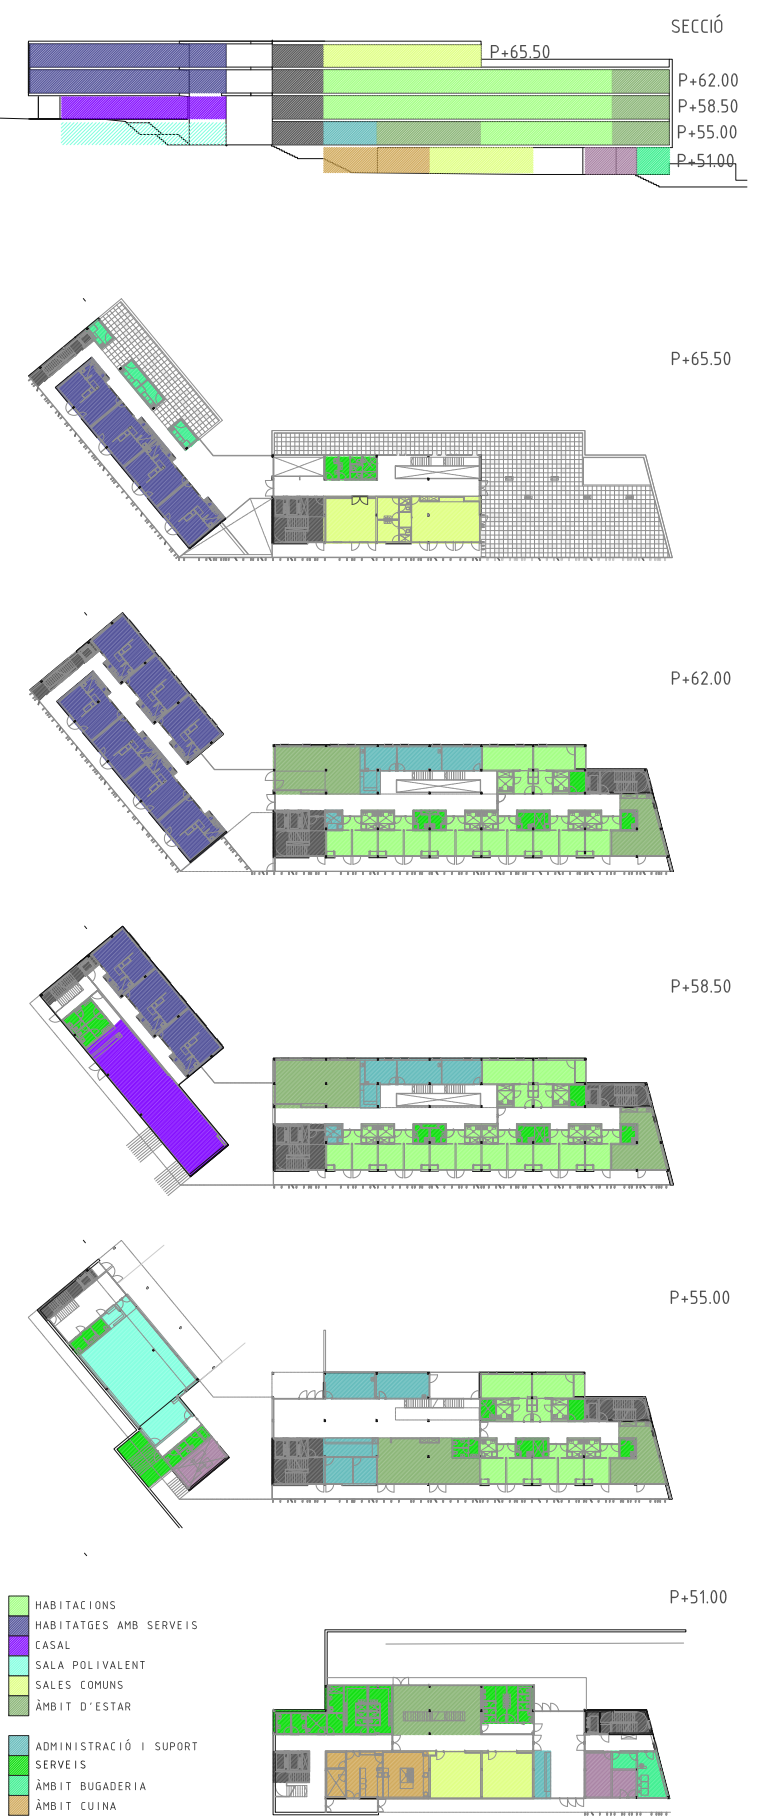 SECCIÓ
P+65.50
P+62.00
P+58.50
P+55.00
P+51.00
P+65.50
P+62.00
P+58.50
P+55.00
P+51.00
HABITACIONS
HABITATGES AMB SERVEIS
CASAL
SALA POLIVALENT
SALES COMUNS
ÀMBIT D'ESTAR
ADMINISTRACIÓ I SUPORT
SERVEIS
ÀMBIT BUGADERIA
ÀMBIT CUINA